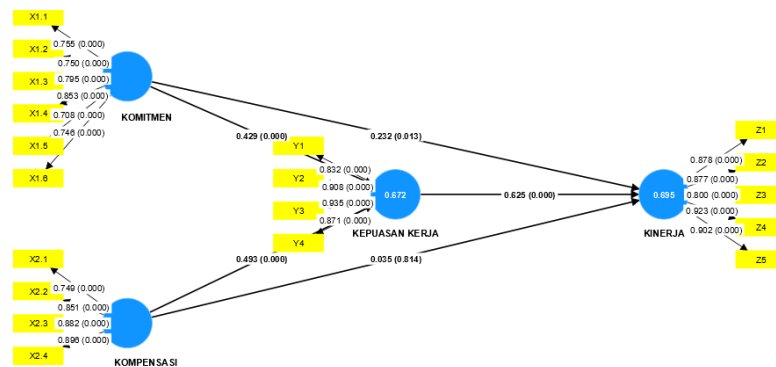 X1.1
X1.2
X1.3
X1.4
X1.5
X1.6
0.755 (0.000)
0.750 (0.000)
0.795 (0.000)
0.853 (0.000)
0.708 (0.000)
0.746 (0.000)
KOMITMEN
0.429 (0.000)
0.232 (0.013)
Y1
Y2
Y3
Y4
0.832 (0.000)
0.908 (0.000)
0.935 (0.000)
0.871 (0.000)
0.672
KEPUASAN KERJA
0.625 (0.000)
0.695
KINERJA
0.878 (0.000)
0.877 (0.000)
0.800 (0.000)
0.923 (0.000)
0.902 (0.000)
Z1
Z2
Z3
Z4
Z5
X2.1
X2.2
X2.3
X2.4
0.749 (0.000)
0.851 (0.000)
0.882 (0.000)
0.896 (0.000)
KOMPENSASI
0.493 (0.000)
0.035 (0.814)